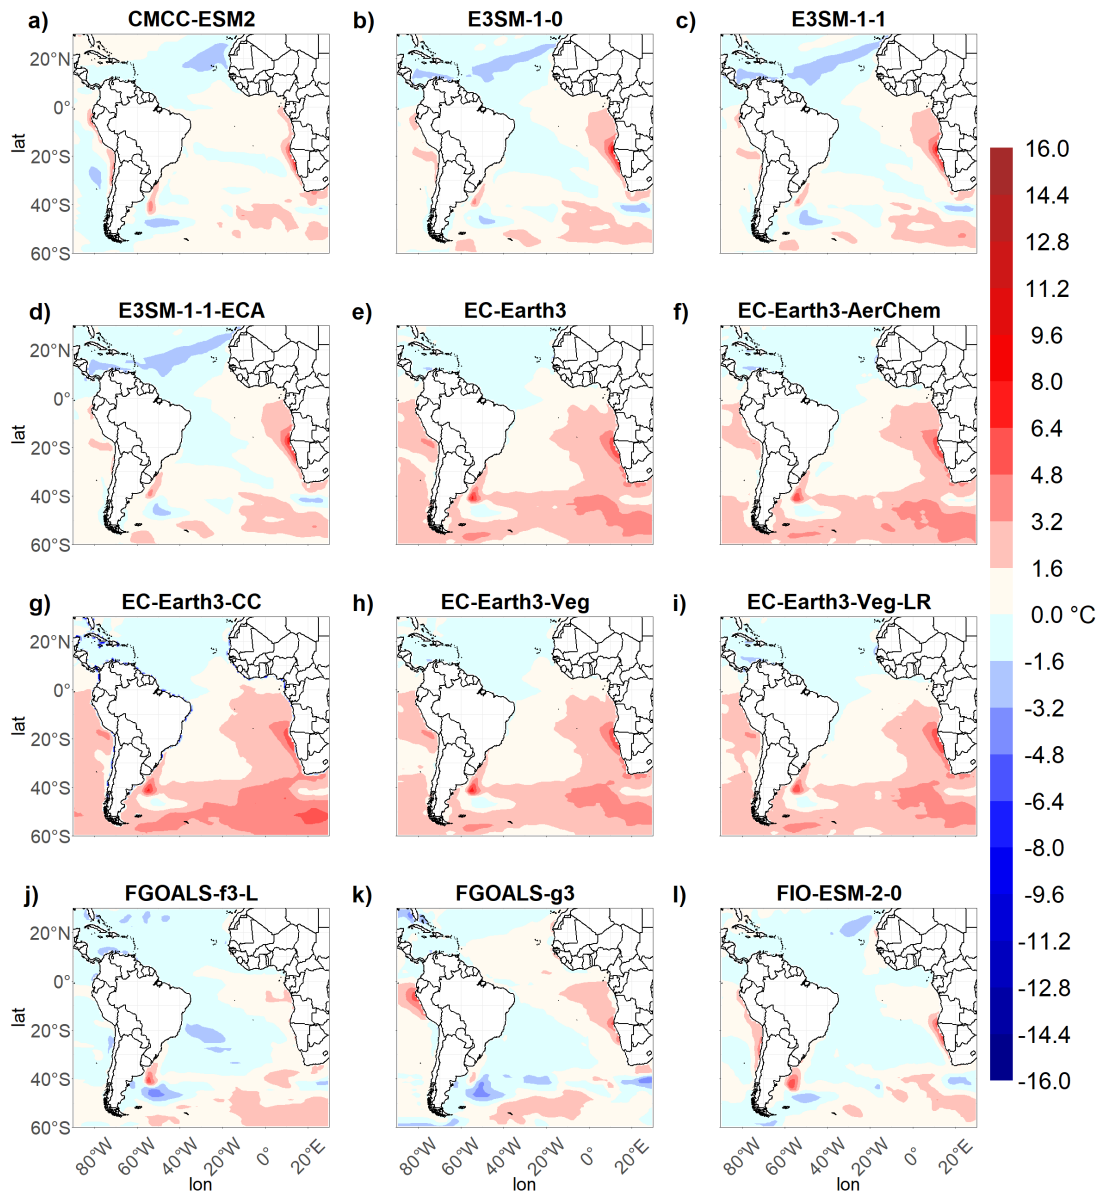 a) CMCC-ESM2
b) E3SM-1-0
c) E3SM-1-1
20°N
0°
20°S
40°S
60°S
lat
d) E3SM-1-1-ECA
e) EC-Earth3
f) EC-Earth3-AerChem
20°N
0°
20°S
40°S
60°S
lat
g) EC-Earth3-CC
h) EC-Earth3-Veg
i) EC-Earth3-Veg-LR
20°N
0°
20°S
40°S
60°S
lat
j) FGOALS-f3-L
k) FGOALS-g3
l) FIO-ESM-2-0
20°N
0°
20°S
40°S
60°S
lat
80°W 60°W 40°W 20°W 0° 20°E
lon
80°W 60°W 40°W 20°W 0° 20°E
lon
80°W 60°W 40°W 20°W 0° 20°E
lon
16.0
14.4
12.8
11.2
9.6
8.0
6.4
4.8
3.2
1.6
0.0 °C
-1.6
-3.2
-4.8
-6.4
-8.0
-9.6
-11.2
-12.8
-14.4
-16.0